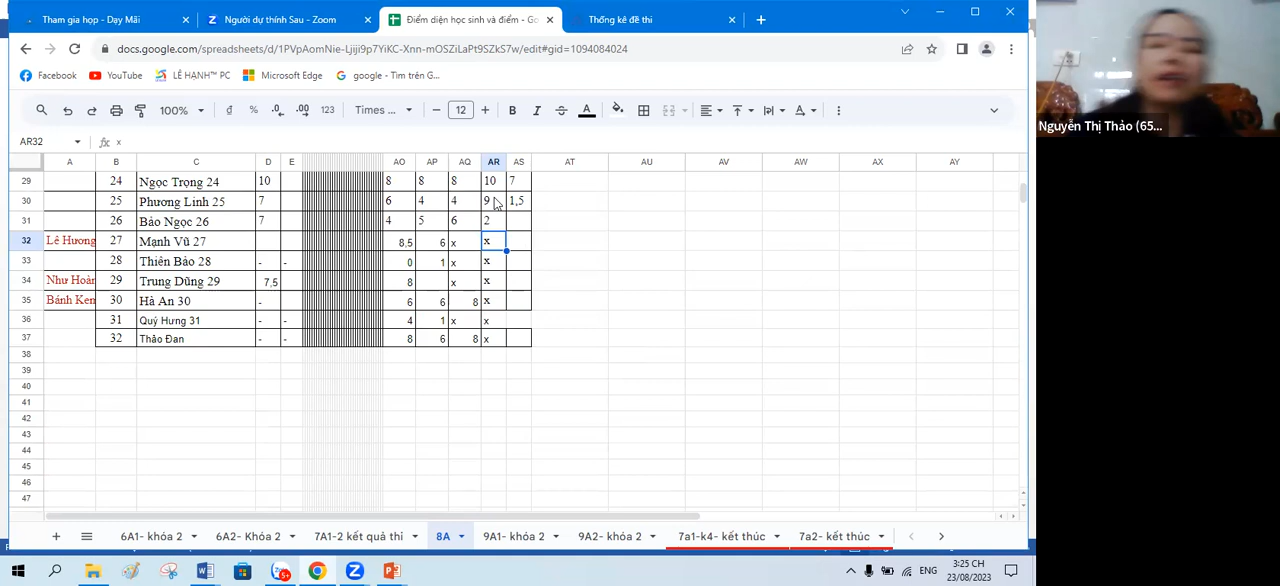 Tham gia họp - Dạy Mãi
Người dự thính Sau - Zoom
Điểm diện học sinh và điểm - Go
Thống kê đề thi
docs.google.com/spreadsheets/d/1PVpAomNie-Ljiji9p7YiKC-Xnn-mOSZiLaPt9SZkS7w/edit#gid=1094084024
Facebook YouTube LÊ HẠNH™ PC Microsoft Edge google - Tìm trên G...
100% đ % .0 .00 123 Times ... 12 B I A
AR32 fx x
A B C D E AO AP AQ AR AS AT AU AV AW AX AY
29 24 Ngọc Trọng 24 10 8 8 8 10 7
30 25 Phương Linh 25 7 6 4 4 9 1,5
31 26 Bảo Ngọc 26 7 4 5 6 2
32 Lê Hương 27 Mạnh Vũ 27 8,5 6 x x
33 28 Thiên Bảo 28 - - 0 1 x x
34 Như Hoàn 29 Trung Dũng 29 7,5 8 x x
35 Bánh Kem 30 Hà An 30 - 6 6 8 x
36 31 Quý Hưng 31 - - 4 1 x x
37 32 Thảo Đan - - 8 6 8 x
38
39
40
41
42
43
44
45
46
47
6A1- khóa 2 6A2- Khóa 2 7A1-2 kết quả thi 8A 9A1- khóa 2 9A2- khóa 2 7a1-k4- kết thúc 7a2- kết thúc
5+ ENG 3:25 CH
23/08/2023
Nguyễn Thị Thảo (65...